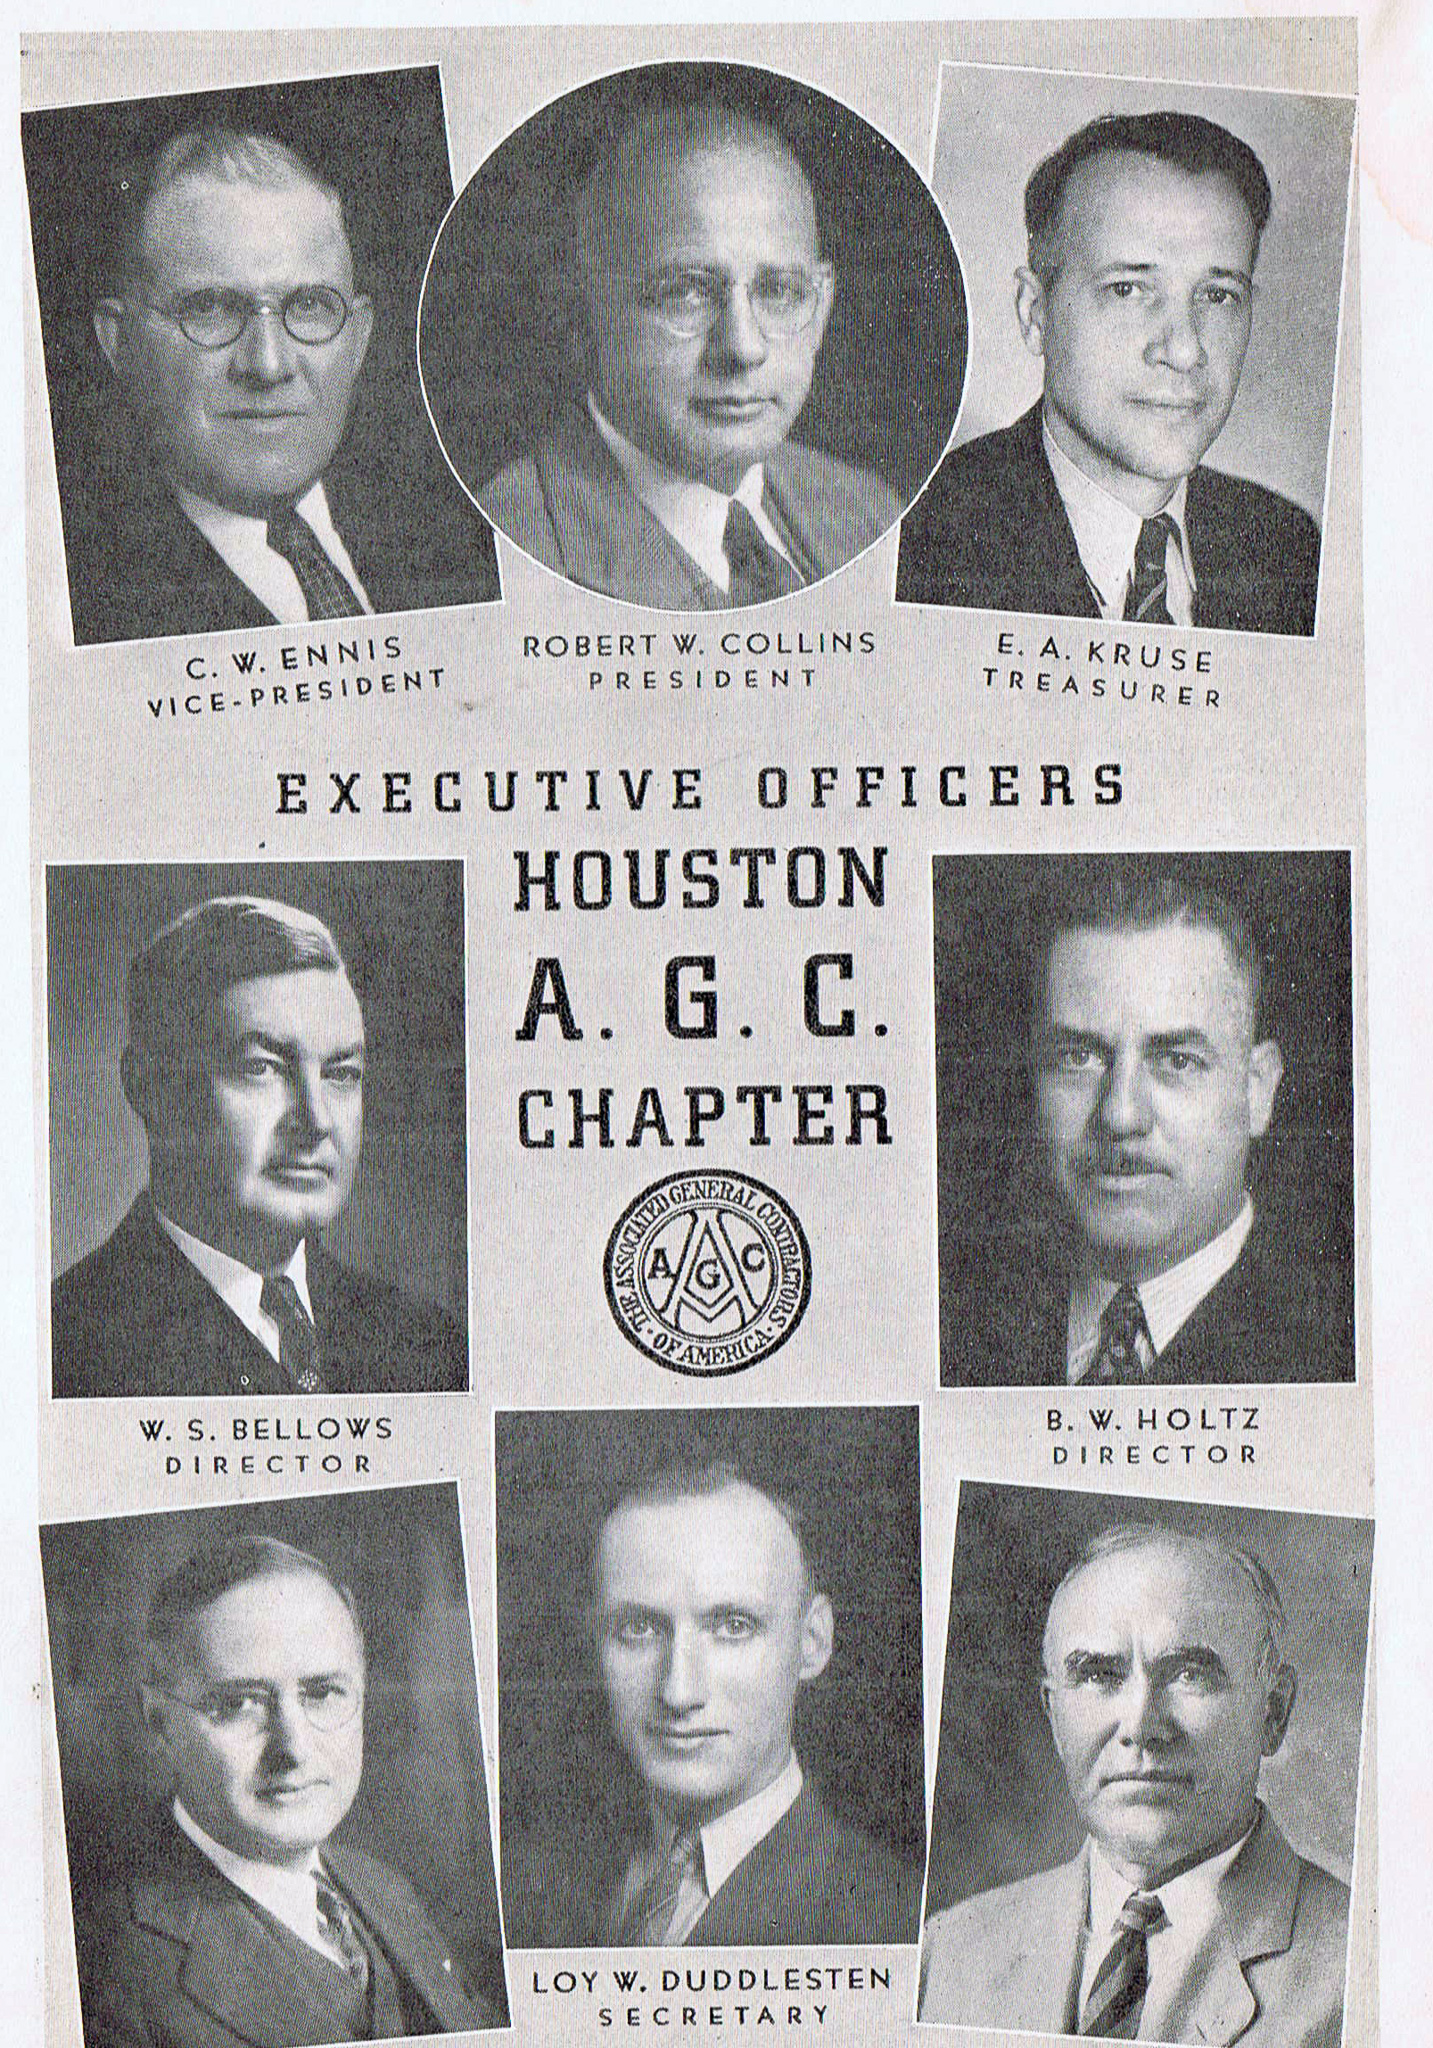 C. W. ENNIS
VICE-PRESIDENT
ROBERT W. COLLINS
PRESIDENT
E. A. KRUSE
TREASURER
EXECUTIVE OFFICERS
HOUSTON
A. G. C.
CHAPTER
THE ASSOCIATED GENERAL CONTRACTORS
· OF AMERICA ·
A G C
W. S. BELLOWS
DIRECTOR
B. W. HOLTZ
DIRECTOR
LOY W. DUDDLESTEN
SECRETARY